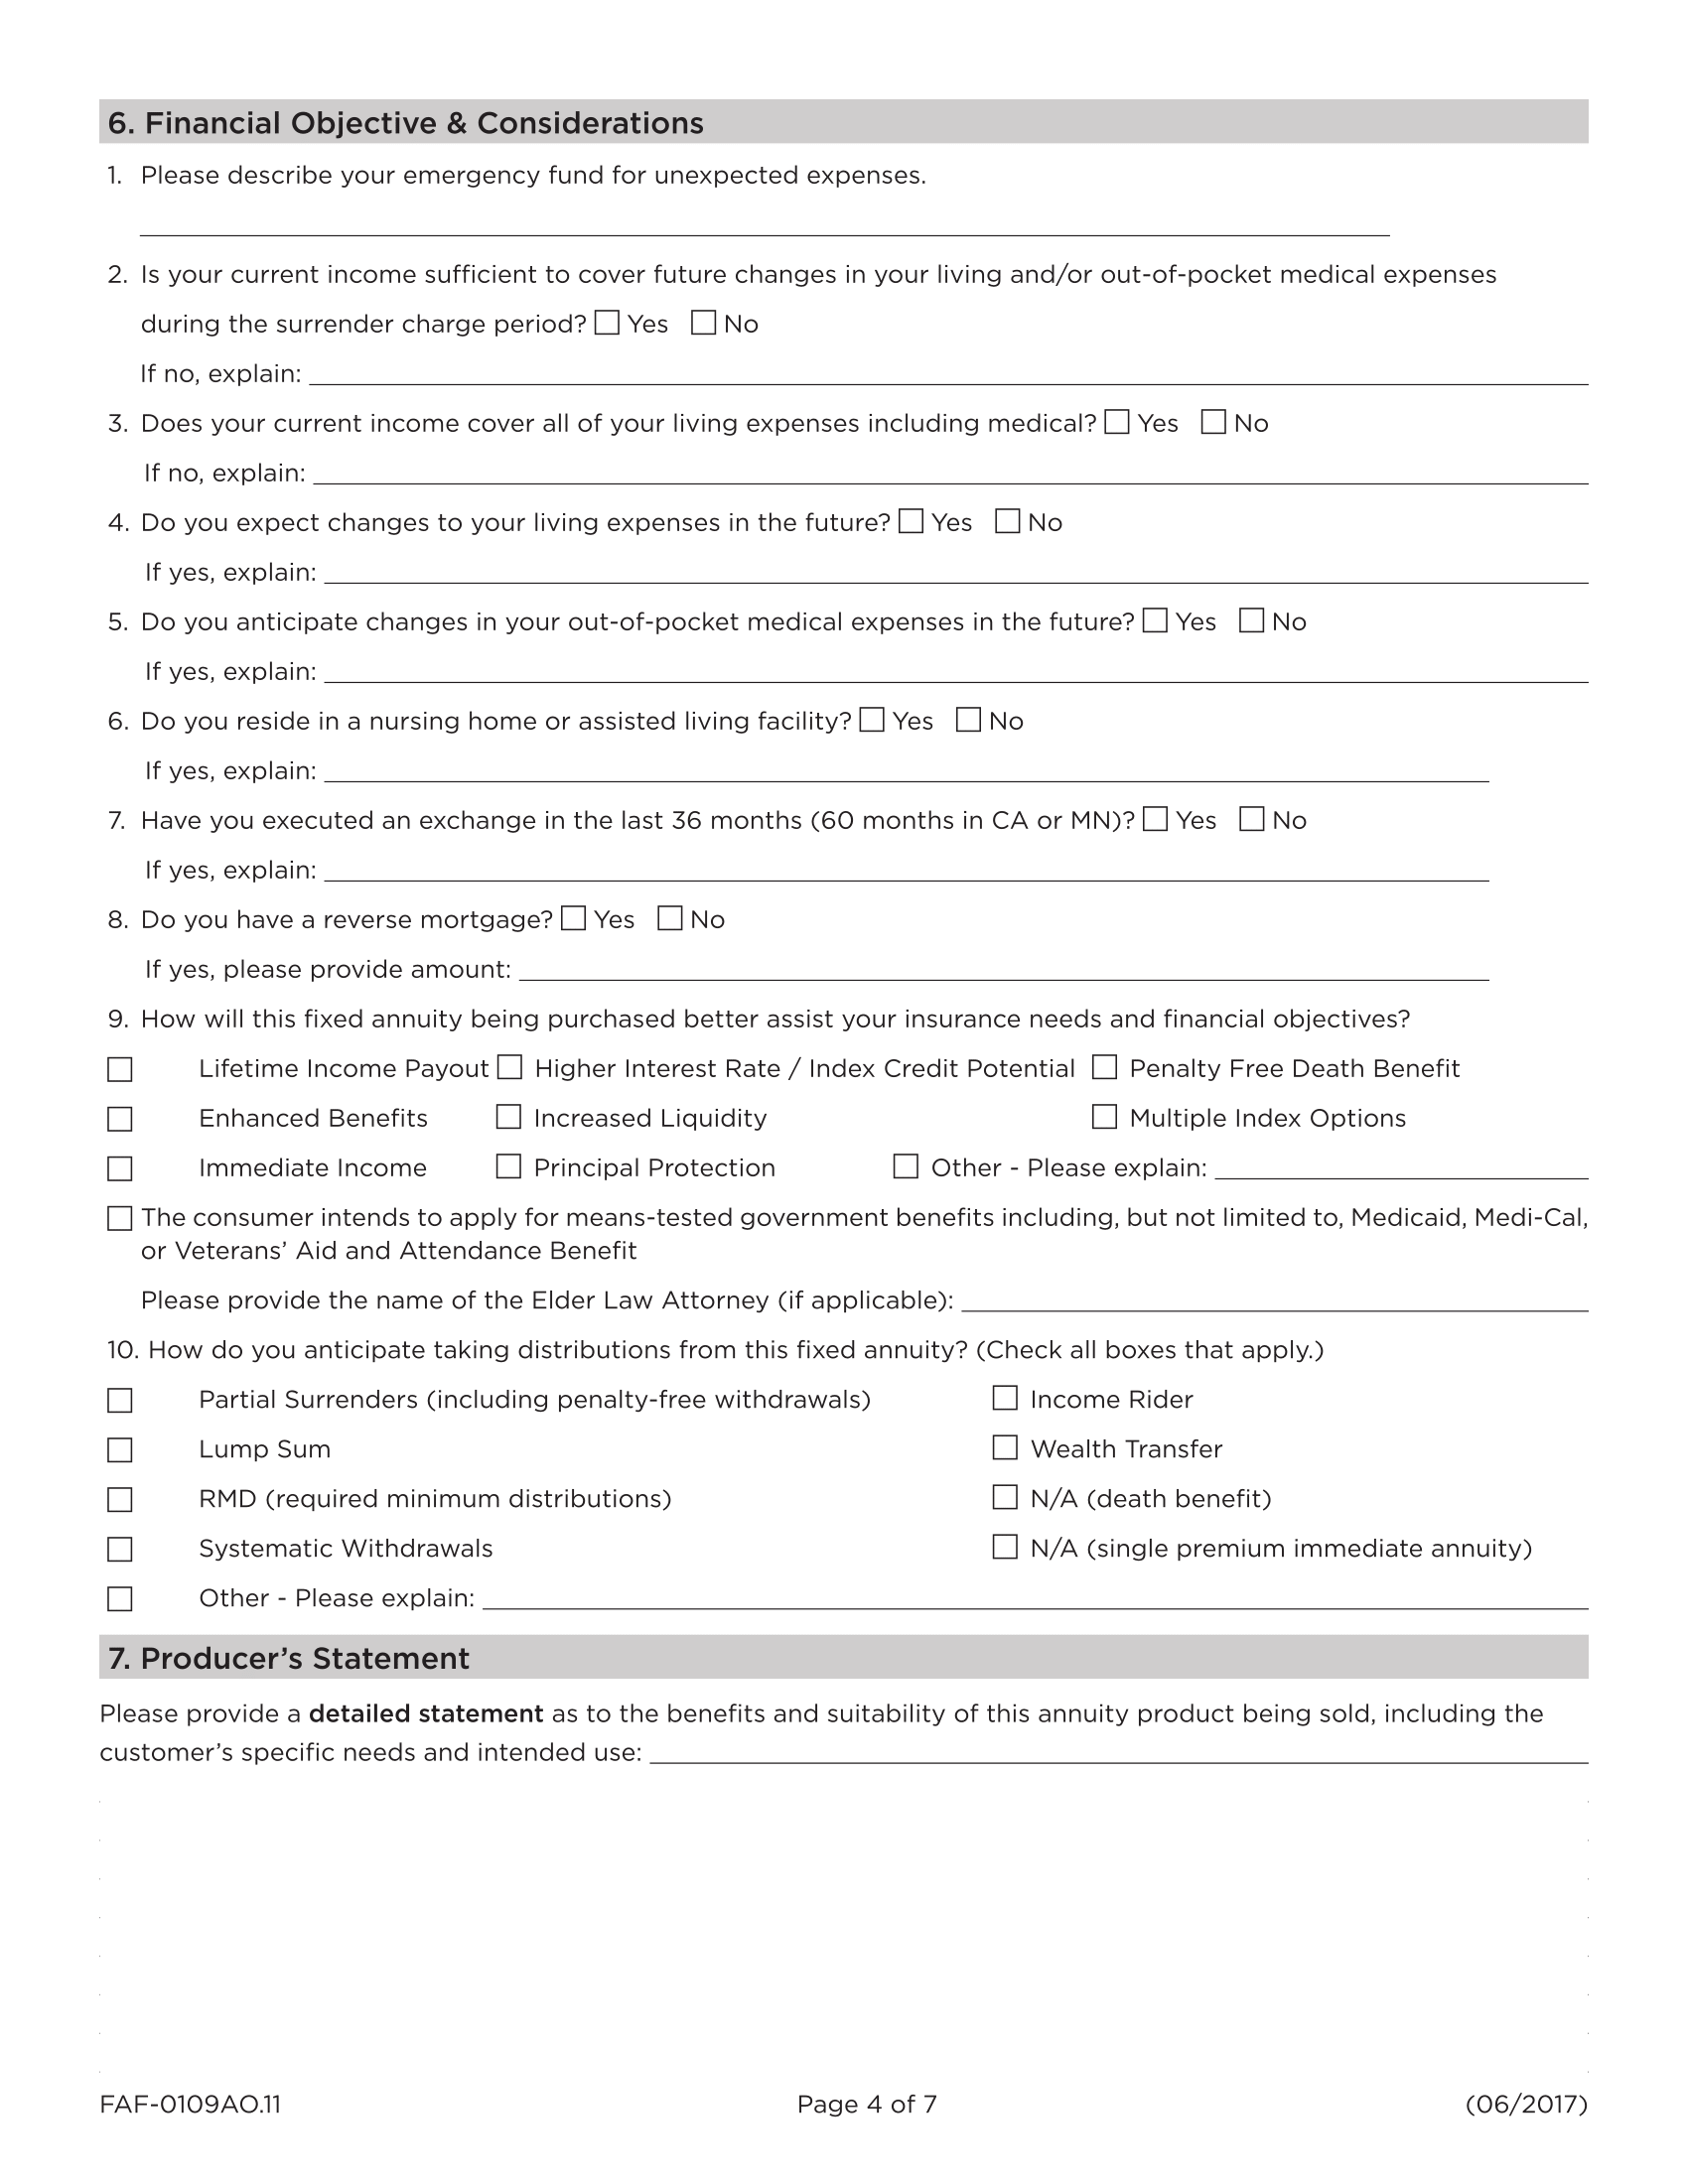 6. Financial Objective & Considerations
1. Please describe your emergency fund for unexpected expenses.
2. Is your current income sufficient to cover future changes in your living and/or out-of-pocket medical expenses
during the surrender charge period? Yes No
If no, explain:
3. Does your current income cover all of your living expenses including medical? Yes No
If no, explain:
4. Do you expect changes to your living expenses in the future? Yes No
If yes, explain:
5. Do you anticipate changes in your out-of-pocket medical expenses in the future? Yes No
If yes, explain:
6. Do you reside in a nursing home or assisted living facility? Yes No
If yes, explain:
7. Have you executed an exchange in the last 36 months (60 months in CA or MN)? Yes No
If yes, explain:
8. Do you have a reverse mortgage? Yes No
If yes, please provide amount:
9. How will this fixed annuity being purchased better assist your insurance needs and financial objectives?
Lifetime Income Payout Higher Interest Rate / Index Credit Potential Penalty Free Death Benefit
Enhanced Benefits Increased Liquidity Multiple Index Options
Immediate Income Principal Protection Other - Please explain:
The consumer intends to apply for means-tested government benefits including, but not limited to, Medicaid, Medi-Cal,
or Veterans’ Aid and Attendance Benefit
Please provide the name of the Elder Law Attorney (if applicable):
10. How do you anticipate taking distributions from this fixed annuity? (Check all boxes that apply.)
Partial Surrenders (including penalty-free withdrawals) Income Rider
Lump Sum Wealth Transfer
RMD (required minimum distributions) N/A (death benefit)
Systematic Withdrawals N/A (single premium immediate annuity)
Other - Please explain:
7. Producer’s Statement
Please provide a detailed statement as to the benefits and suitability of this annuity product being sold, including the
customer’s specific needs and intended use:
FAF-0109AO.11 Page 4 of 7 (06/2017)